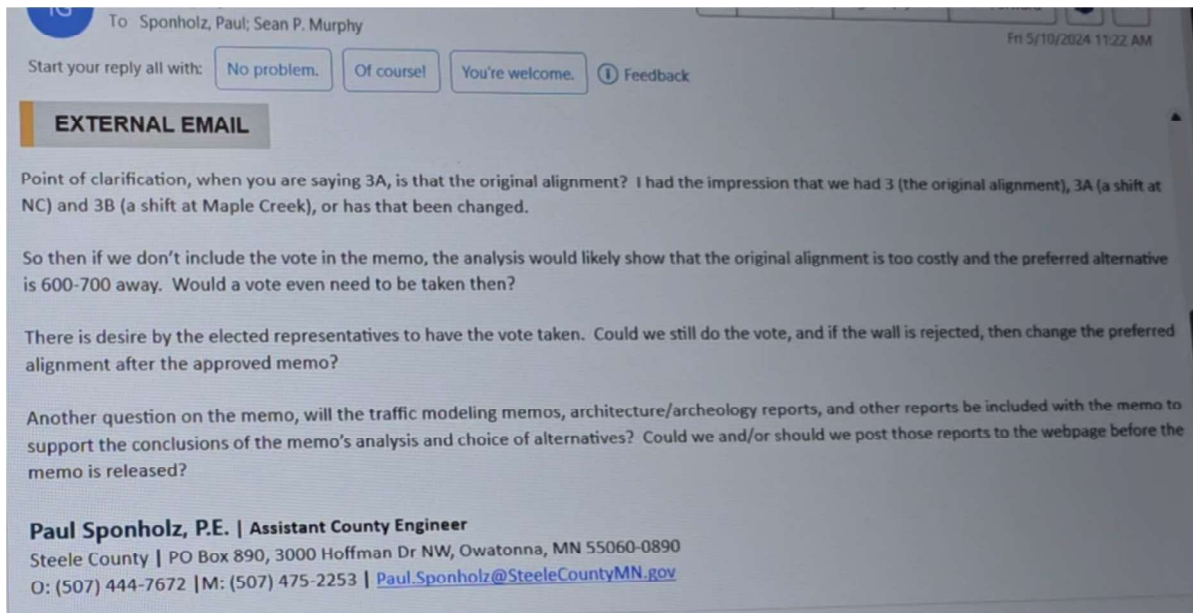 To Sponholz, Paul; Sean P. Murphy
Fri 5/10/2024 11:22 AM
Start your reply all with: No problem. Of course! You're welcome. Feedback
EXTERNAL EMAIL
Point of clarification, when you are saying 3A, is that the original alignment? I had the impression that we had 3 (the original alignment), 3A (a shift at
NC) and 3B (a shift at Maple Creek), or has that been changed.
So then if we don't include the vote in the memo, the analysis would likely show that the original alignment is too costly and the preferred alternative
is 600-700 away. Would a vote even need to be taken then?
There is desire by the elected representatives to have the vote taken. Could we still do the vote, and if the wall is rejected, then change the preferred
alignment after the approved memo?
Another question on the memo, will the traffic modeling memos, architecture/archeology reports, and other reports be included with the memo to
support the conclusions of the memo's analysis and choice of alternatives? Could we and/or should we post those reports to the webpage before the
memo is released?
Paul Sponholz, P.E. | Assistant County Engineer
Steele County | PO Box 890, 3000 Hoffman Dr NW, Owatonna, MN 55060-0890
O: (507) 444-7672 | M: (507) 475-2253 | Paul.Sponholz@SteeleCountyMN.gov